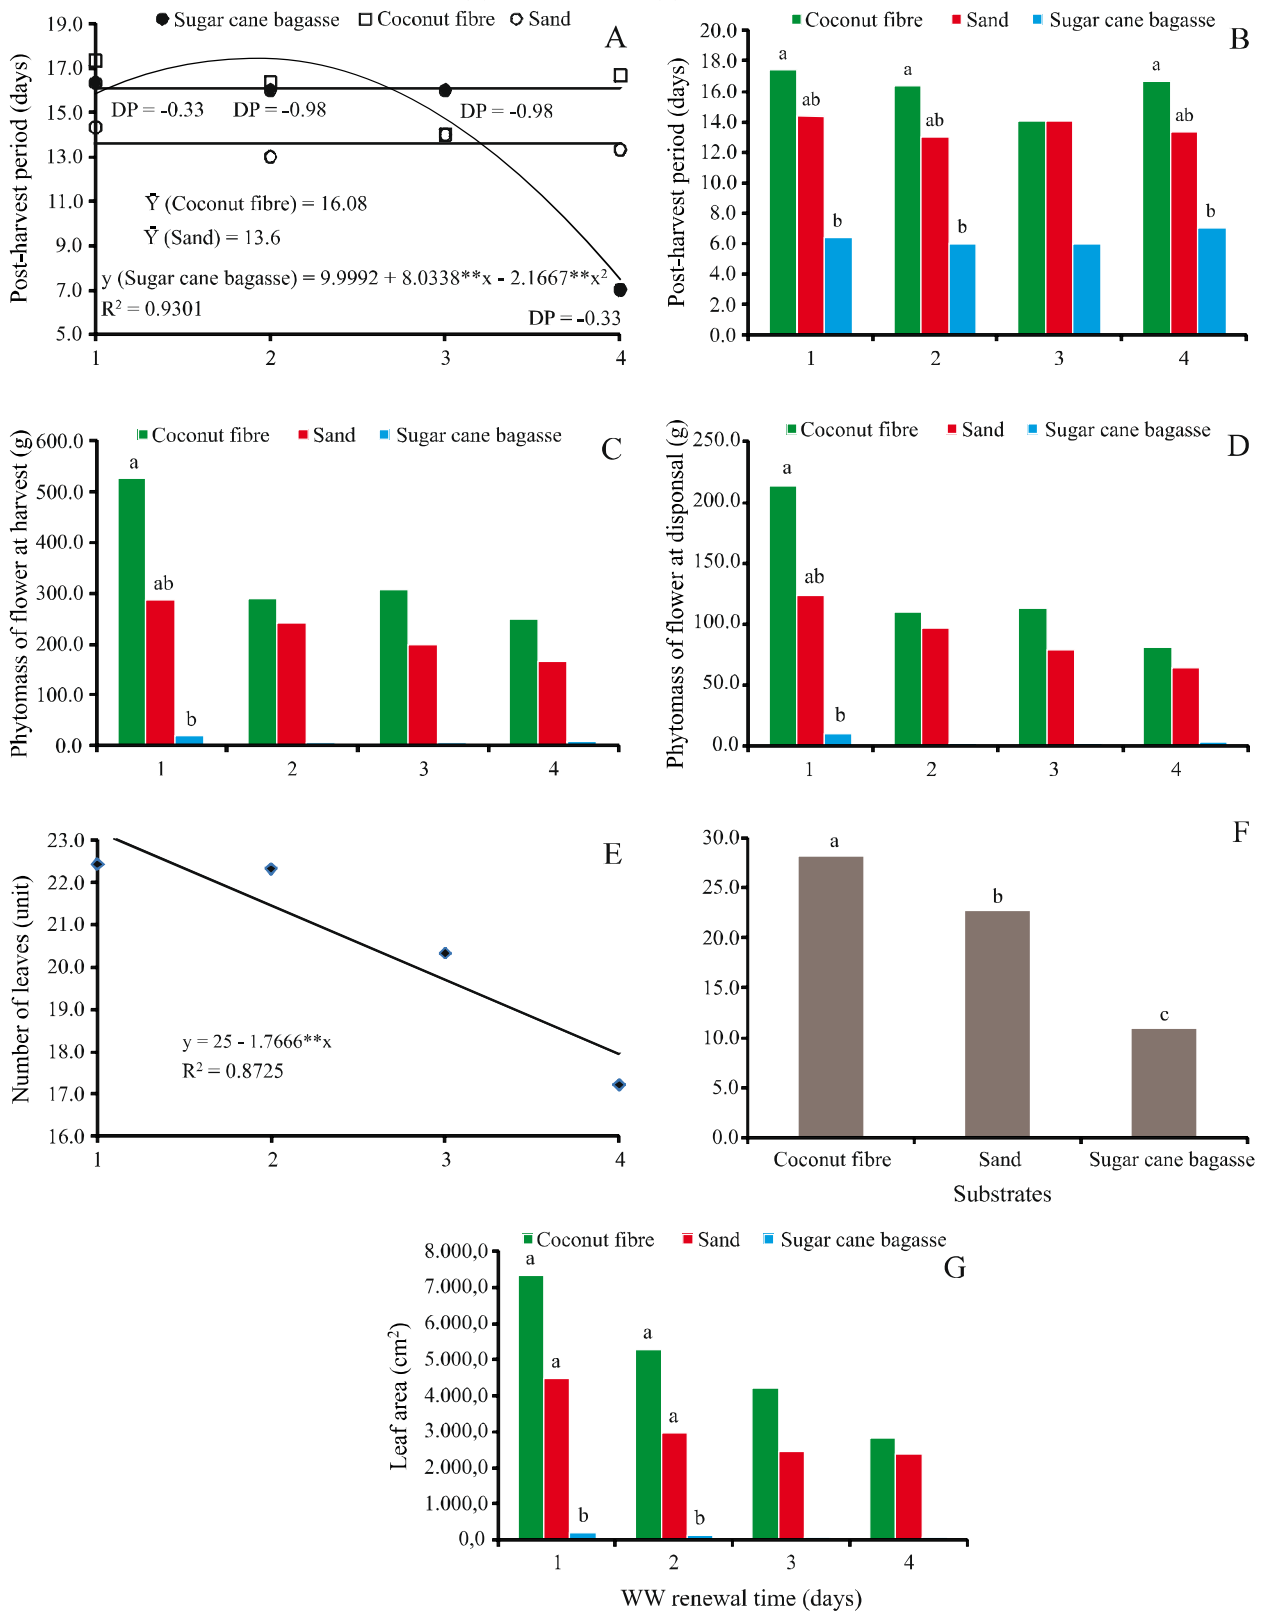 Sugar cane bagasse Coconut fibre Sand
A
Post-harvest period (days)
19.0
17.0
15.0
13.0
11.0
9.0
7.0
5.0
DP = -0.33 DP = -0.98 DP = -0.98
Ȳ (Coconut fibre) = 16.08
Ȳ (Sand) = 13.6
y (Sugar cane bagasse) = 9.9992 + 8.0338**x - 2.1667**x²
R² = 0.9301
DP = -0.33
1 2 3 4
Coconut fibre Sand Sugar cane bagasse
B
Post-harvest period (days)
20.0
18.0
16.0
14.0
12.0
10.0
8.0
6.0
4.0
2.0
0.0
a ab b a ab b a ab b
1 2 3 4
Coconut fibre Sand Sugar cane bagasse
C
Phytomass of flower at harvest (g)
600.0
500.0
400.0
300.0
200.0
100.0
0.0
a ab b
1 2 3 4
Coconut fibre Sand Sugar cane bagasse
D
Phytomass of flower at disponsal (g)
250.0
200.0
150.0
100.0
50.0
0.0
a ab b
1 2 3 4
E
Number of leaves (unit)
23.0
22.0
21.0
20.0
19.0
18.0
17.0
16.0
y = 25 - 1.7666**x
R² = 0.8725
1 2 3 4
F
30.0
25.0
20.0
15.0
10.0
5.0
0.0
a b c
Coconut fibre Sand Sugar cane bagasse
Substrates
Coconut fibre Sand Sugar cane bagasse
G
Leaf area (cm²)
8.000,0
7.000,0
6.000,0
5.000,0
4.000,0
3.000,0
2.000,0
1.000,0
0,0
a a b a a b
1 2 3 4
WW renewal time (days)